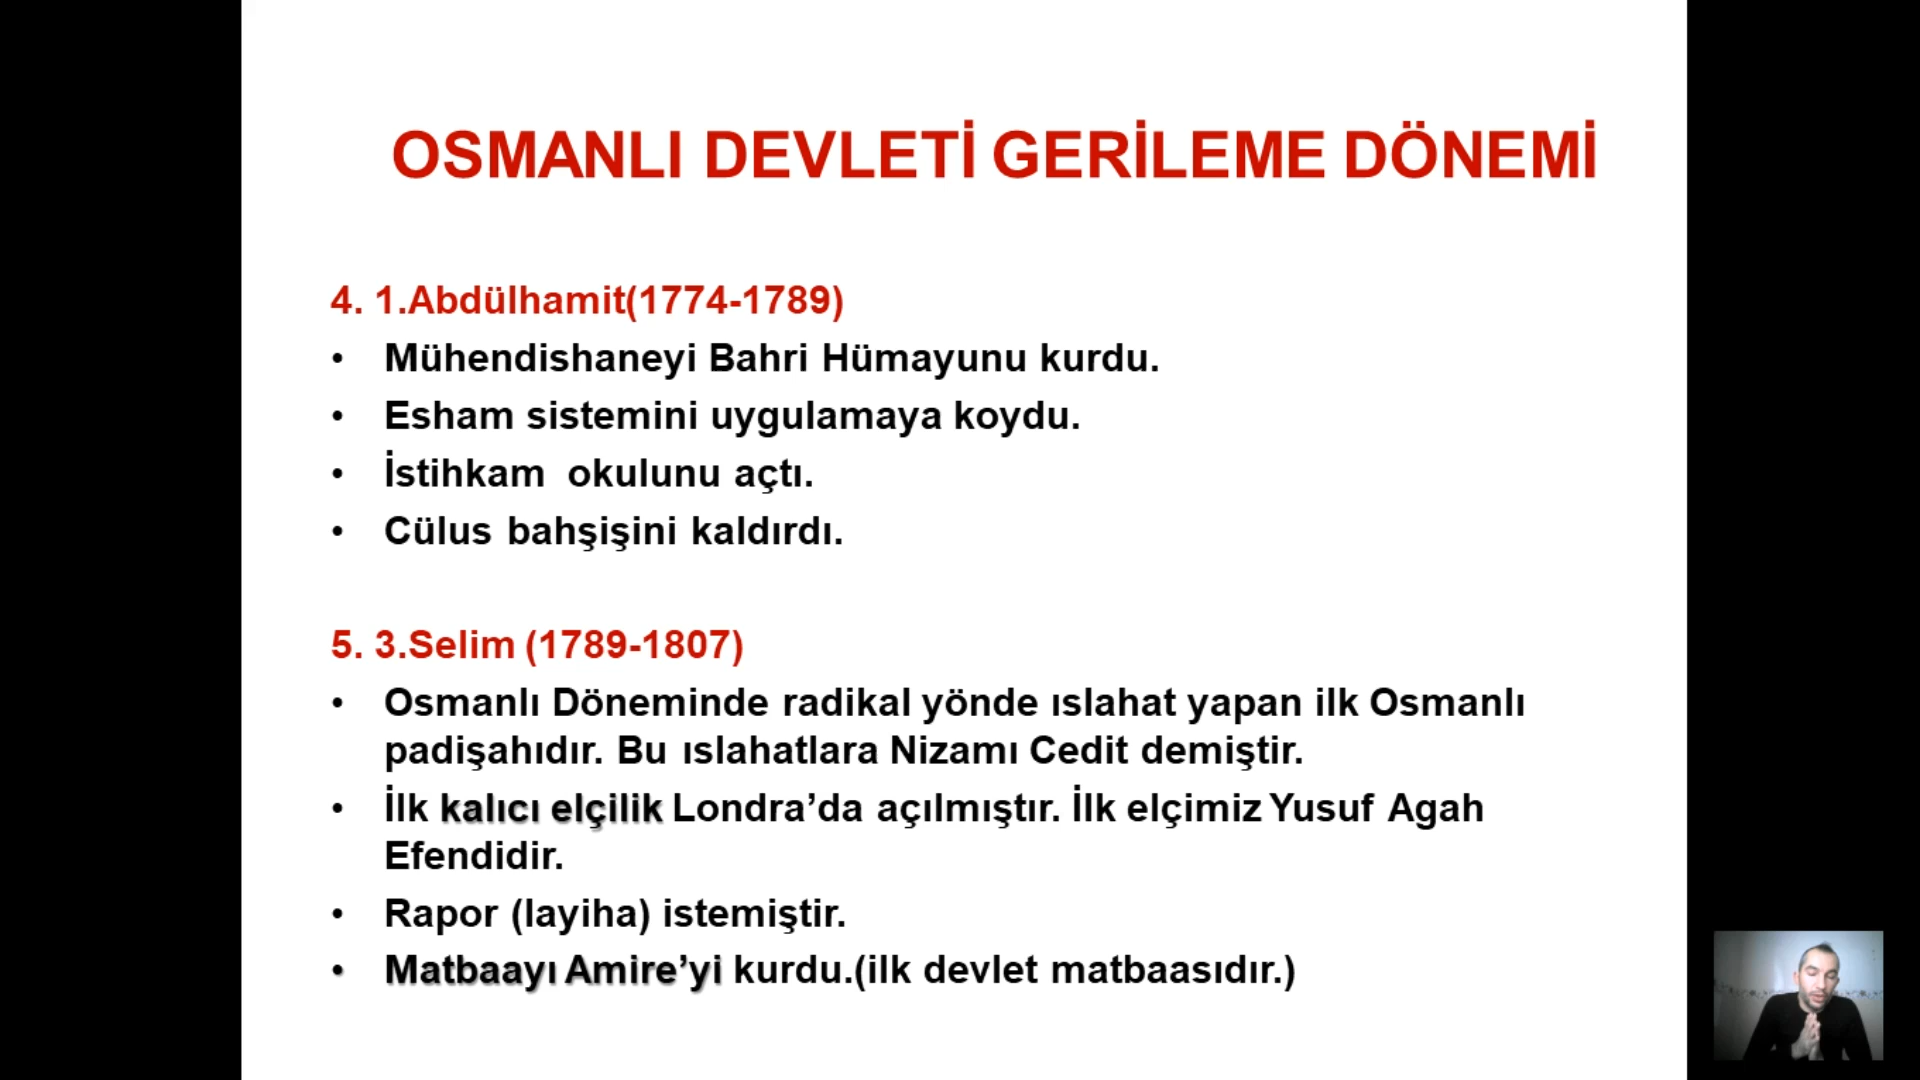 OSMANLI DEVLETİ GERİLEME DÖNEMİ
4. 1.Abdülhamit(1774-1789)
• Mühendishaneyi Bahri Hümayunu kurdu.
• Esham sistemini uygulamaya koydu.
• İstihkam okulunu açtı.
• Cülus bahşişini kaldırdı.
5. 3.Selim (1789-1807)
• Osmanlı Döneminde radikal yönde ıslahat yapan ilk Osmanlı
padişahıdır. Bu ıslahatlara Nizamı Cedit demiştir.
• İlk kalıcı elçilik Londra’da açılmıştır. İlk elçimiz Yusuf Agah
Efendidir.
• Rapor (layiha) istemiştir.
• Matbaayı Amire’yi kurdu.(ilk devlet matbaasıdır.)